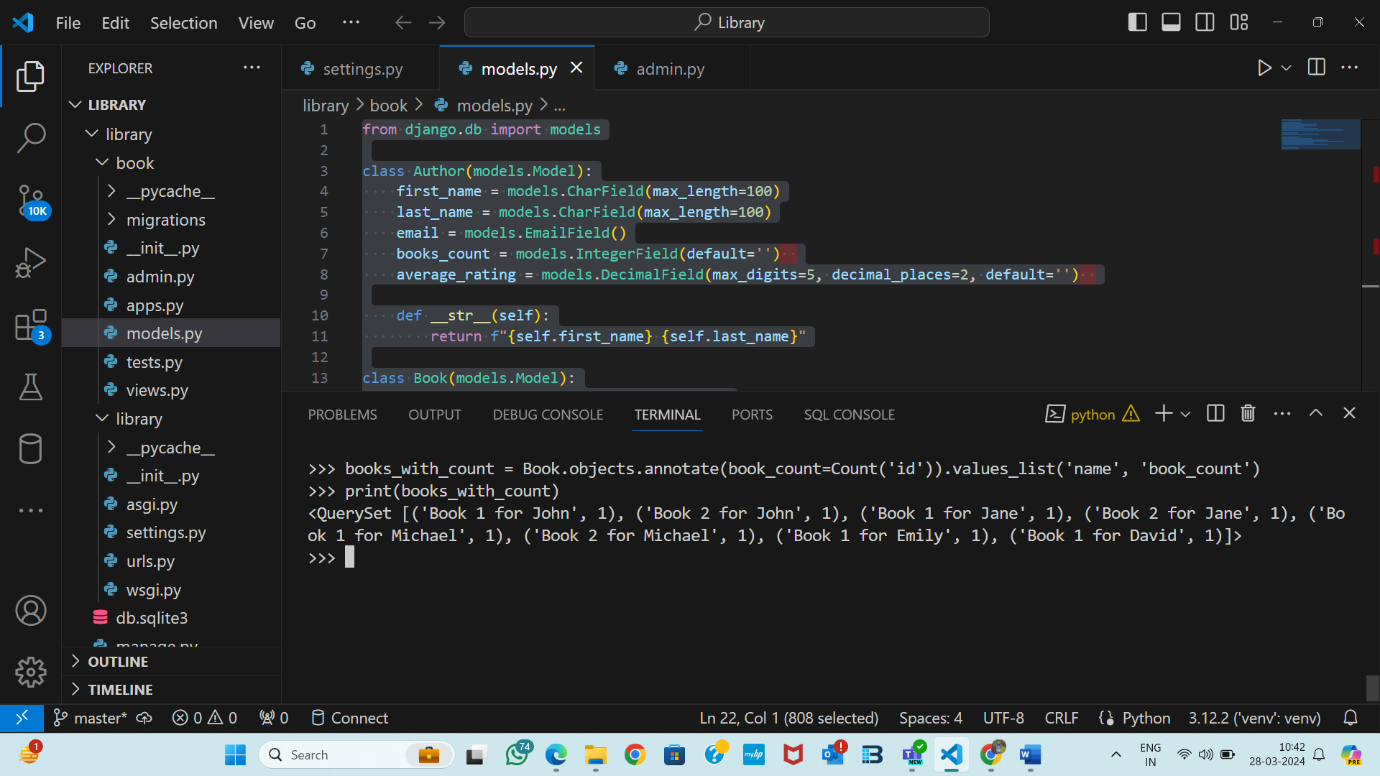 File Edit Selection View Go ··· Library
EXPLORER ···
LIBRARY
library
book
__pycache__
migrations
__init__.py
admin.py
apps.py
models.py
tests.py
views.py
library
__pycache__
__init__.py
asgi.py
settings.py
urls.py
wsgi.py
db.sqlite3
manage.py
OUTLINE
TIMELINE
10K
3
settings.py models.py admin.py
library > book > models.py > ...
1 from django.db import models
2
3 class Author(models.Model):
4 first_name = models.CharField(max_length=100)
5 last_name = models.CharField(max_length=100)
6 email = models.EmailField()
7 books_count = models.IntegerField(default='')
8 average_rating = models.DecimalField(max_digits=5, decimal_places=2, default='')
9
10 def __str__(self):
11 return f"{self.first_name} {self.last_name}"
12
13 class Book(models.Model):
PROBLEMS OUTPUT DEBUG CONSOLE TERMINAL PORTS SQL CONSOLE python
>>> books_with_count = Book.objects.annotate(book_count=Count('id')).values_list('name', 'book_count')
>>> print(books_with_count)
<QuerySet [('Book 1 for John', 1), ('Book 2 for John', 1), ('Book 1 for Jane', 1), ('Book 2 for Jane', 1), ('Bo
ok 1 for Michael', 1), ('Book 2 for Michael', 1), ('Book 1 for Emily', 1), ('Book 1 for David', 1)]>
>>>
master* 0 0 0 Connect Ln 22, Col 1 (808 selected) Spaces: 4 UTF-8 CRLF Python 3.12.2 ('venv': venv)
1 Search 74 ENG 10:42
IN 28-03-2024